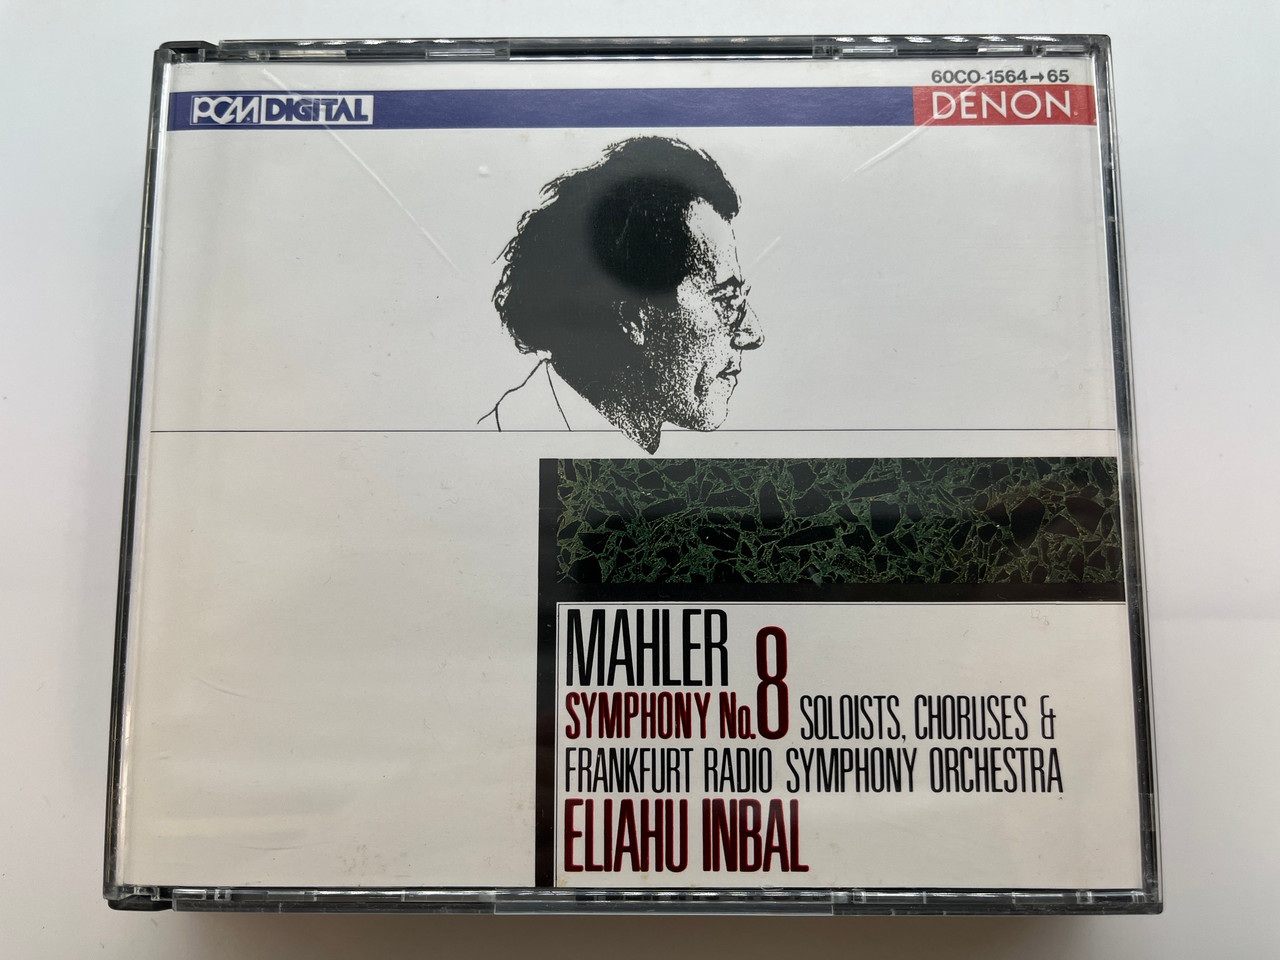 60CO-1564→65
PCM DIGITAL
DENON
MAHLER
SYMPHONY No.8 SOLOISTS, CHORUSES &
FRANKFURT RADIO SYMPHONY ORCHESTRA
ELIAHU INBAL